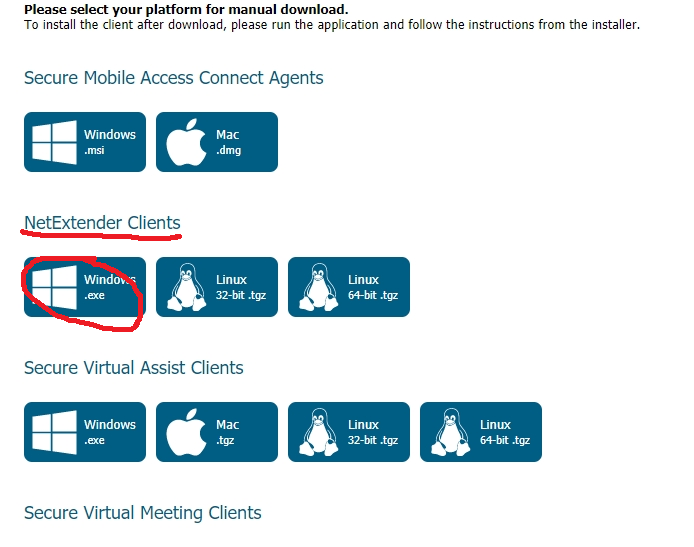 Please select your platform for manual download.
To install the client after download, please run the application and follow the instructions from the installer.
Secure Mobile Access Connect Agents
Windows
.msi
Mac
.dmg
NetExtender Clients
Windows
.exe
Linux
32-bit .tgz
Linux
64-bit .tgz
Secure Virtual Assist Clients
Windows
.exe
Mac
.tgz
Linux
32-bit .tgz
Linux
64-bit .tgz
Secure Virtual Meeting Clients